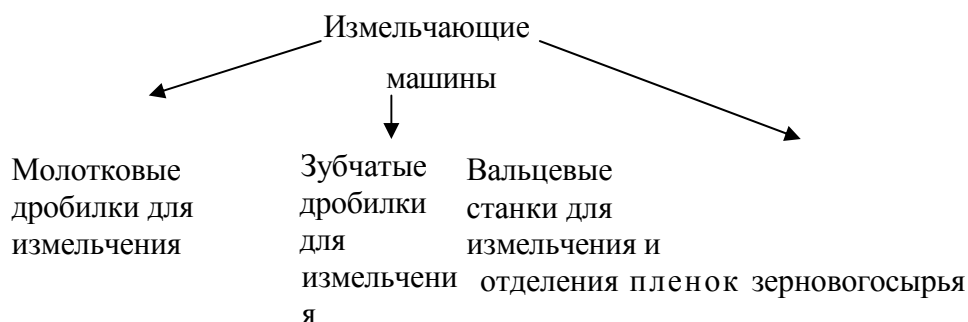 Измельчающие
машины
Молотковые
дробилки для
измельчения
Зубчатые
дробилки
для
измельчени
я
Вальцевые
станки для
измельчения и
отделения пленок зерновогосырья